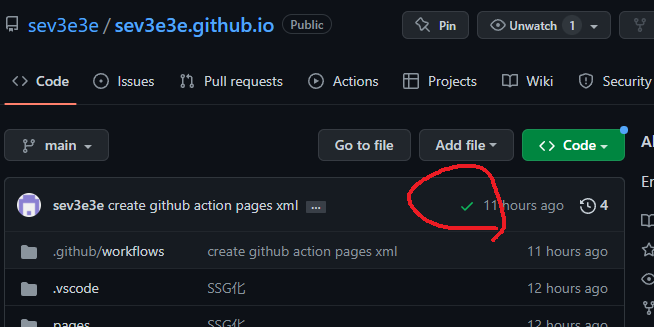 sev3e3e / sev3e3e.github.io Public
Pin Unwatch 1
Code Issues Pull requests Actions Projects Wiki Security
main Go to file Add file Code
sev3e3e create github action pages xml ... 11 hours ago 4
.github/workflows create github action pages xml 11 hours ago
.vscode SSG化 12 hours ago
pages SSG化 12 hours ago